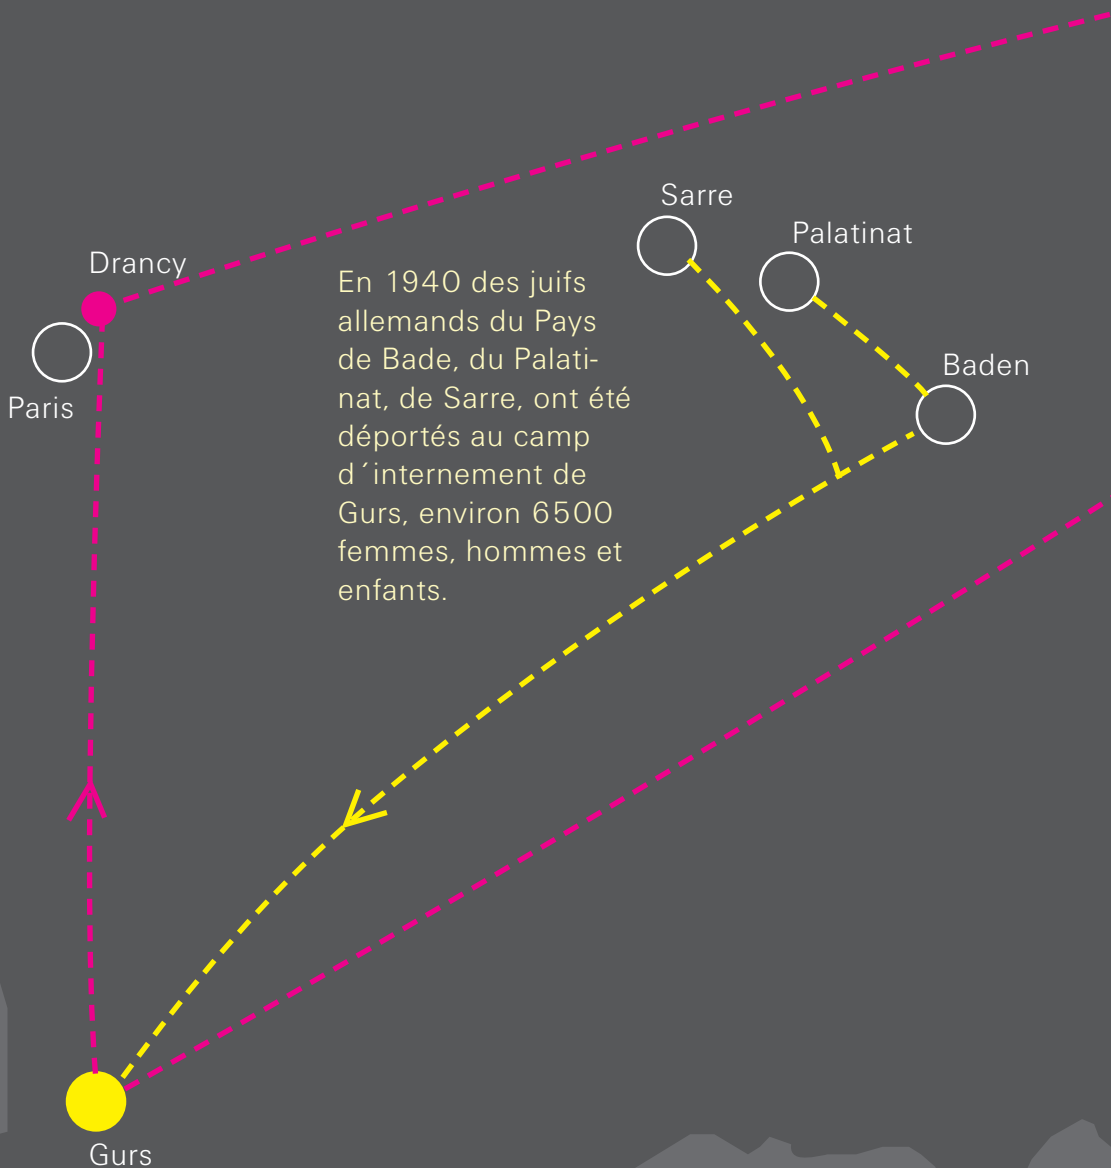 Sarre
Palatinat
Drancy
En 1940 des juifs
allemands du Pays
de Bade, du Palati-
nat, de Sarre, ont été
déportés au camp
d´internement de
Gurs, environ 6500
femmes, hommes et
enfants.
Baden
Paris
Gurs